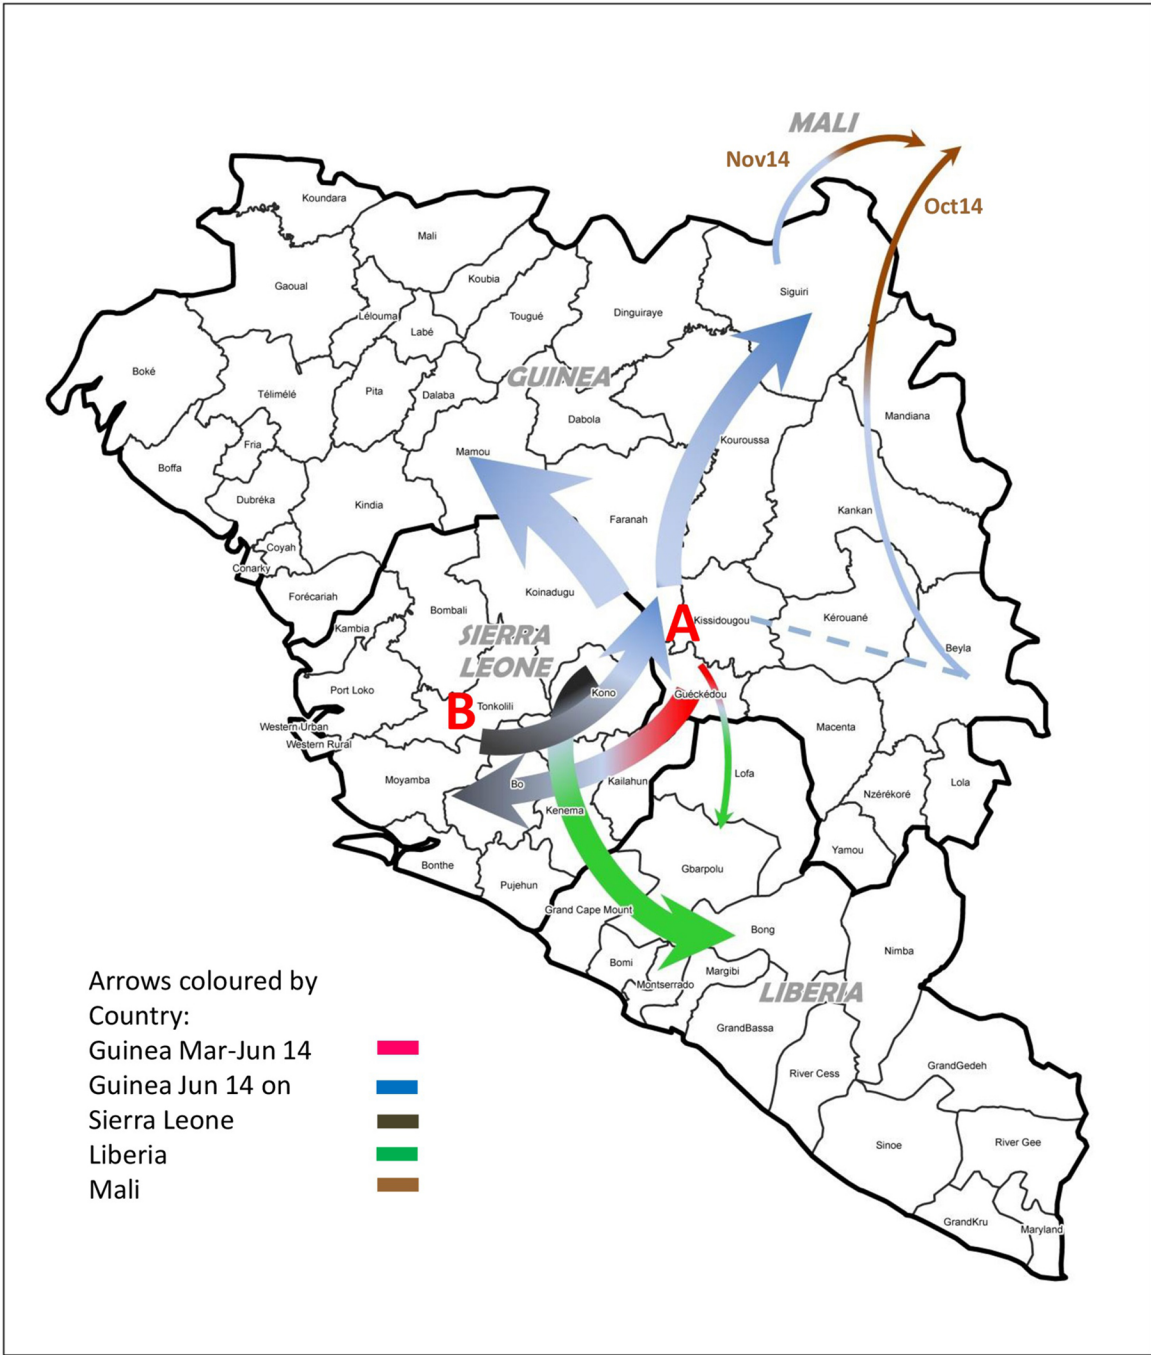 MALI
Nov14
Oct14
Koundara
Mali
Gaoual
Koubia
Lélouma
Labé
Tougué
Dinguiraye
Siguiri
Boké
Télimélé
Pita
Dalaba
GUINEA
Dabola
Mandiana
Fria
Boffa
Mamou
Kouroussa
Dubréka
Kindia
Faranah
Kankan
Coyah
Conarky
Forécariah
Koinadugu
Bombali
Kambia
SIERRA
LEONE
A
Kissidougou
Kérouané
Beyla
Port Loko
Kono
Guéckédou
B
Tonkolili
Western Urban
Western Rural
Macenta
Moyamba
Bo
Kailahun
Lofa
Nzérékoré
Lola
Kenema
Yamou
Bonthe
Pujehun
Gbarpolu
Grand Cape Mount
Bong
Nimba
Bomi
Margibi
Montserrado
LIBERIA
GrandBassa
River Cess
GrandGedeh
Sinoe
River Gee
GrandKru
Maryland
Arrows coloured by
Country:
Guinea Mar-Jun 14
Guinea Jun 14 on
Sierra Leone
Liberia
Mali